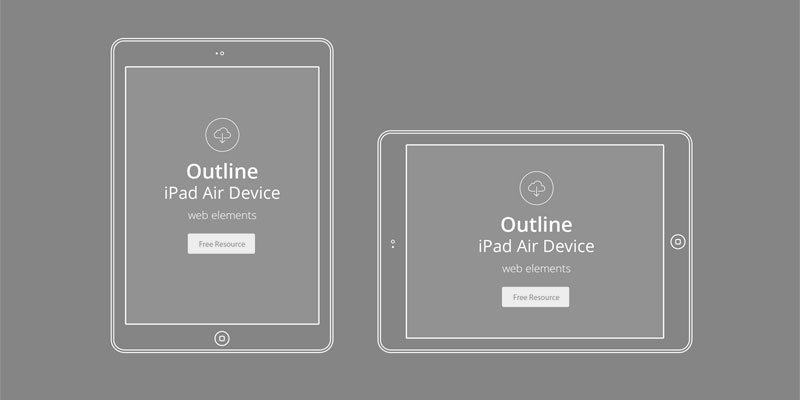 Outline
iPad Air Device
web elements
Free Resource
Outline
iPad Air Device
web elements
Free Resource